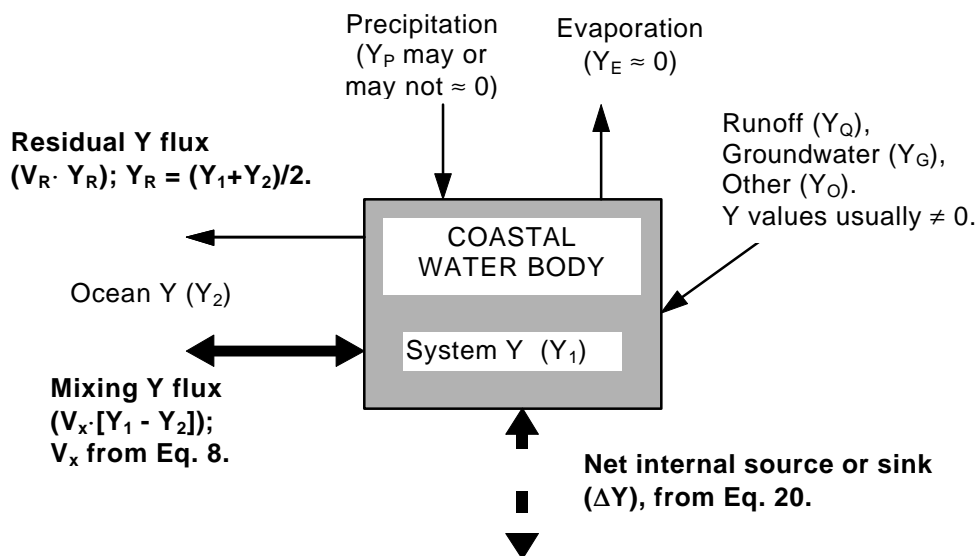 Precipitation
(Y_P may or
may not ≈ 0)
Evaporation
(Y_E ≈ 0)
Residual Y flux
(V_R· Y_R); Y_R = (Y_1+Y_2)/2.
Runoff (Y_Q),
Groundwater (Y_G),
Other (Y_O).
Y values usually ≠ 0.
COASTAL
WATER BODY
Ocean Y (Y_2)
System Y (Y_1)
Mixing Y flux
(V_x·[Y_1 - Y_2]);
V_x from Eq. 8.
Net internal source or sink
(ΔY), from Eq. 20.